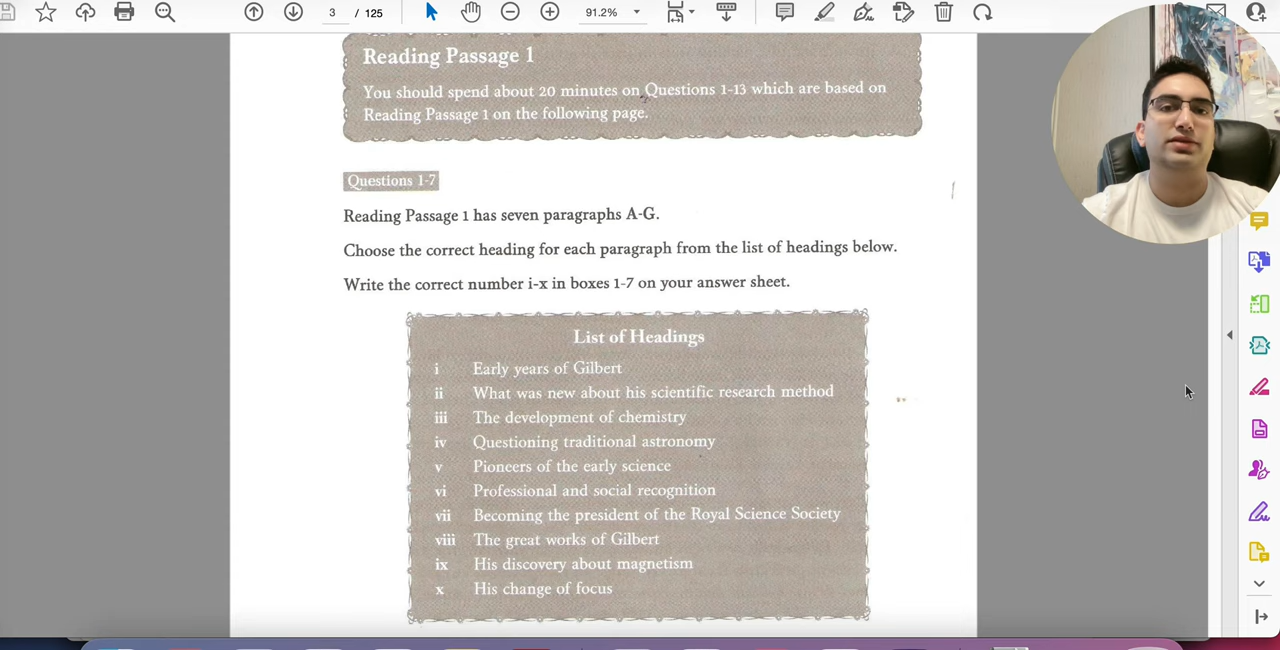 3 / 125
91.2%
Reading Passage 1
You should spend about 20 minutes on Questions 1-13 which are based on
Reading Passage 1 on the following page.
Questions 1-7
Reading Passage 1 has seven paragraphs A-G.
Choose the correct heading for each paragraph from the list of headings below.
Write the correct number i-x in boxes 1-7 on your answer sheet.
List of Headings
i Early years of Gilbert
ii What was new about his scientific research method
iii The development of chemistry
iv Questioning traditional astronomy
v Pioneers of the early science
vi Professional and social recognition
vii Becoming the president of the Royal Science Society
viii The great works of Gilbert
ix His discovery about magnetism
x His change of focus